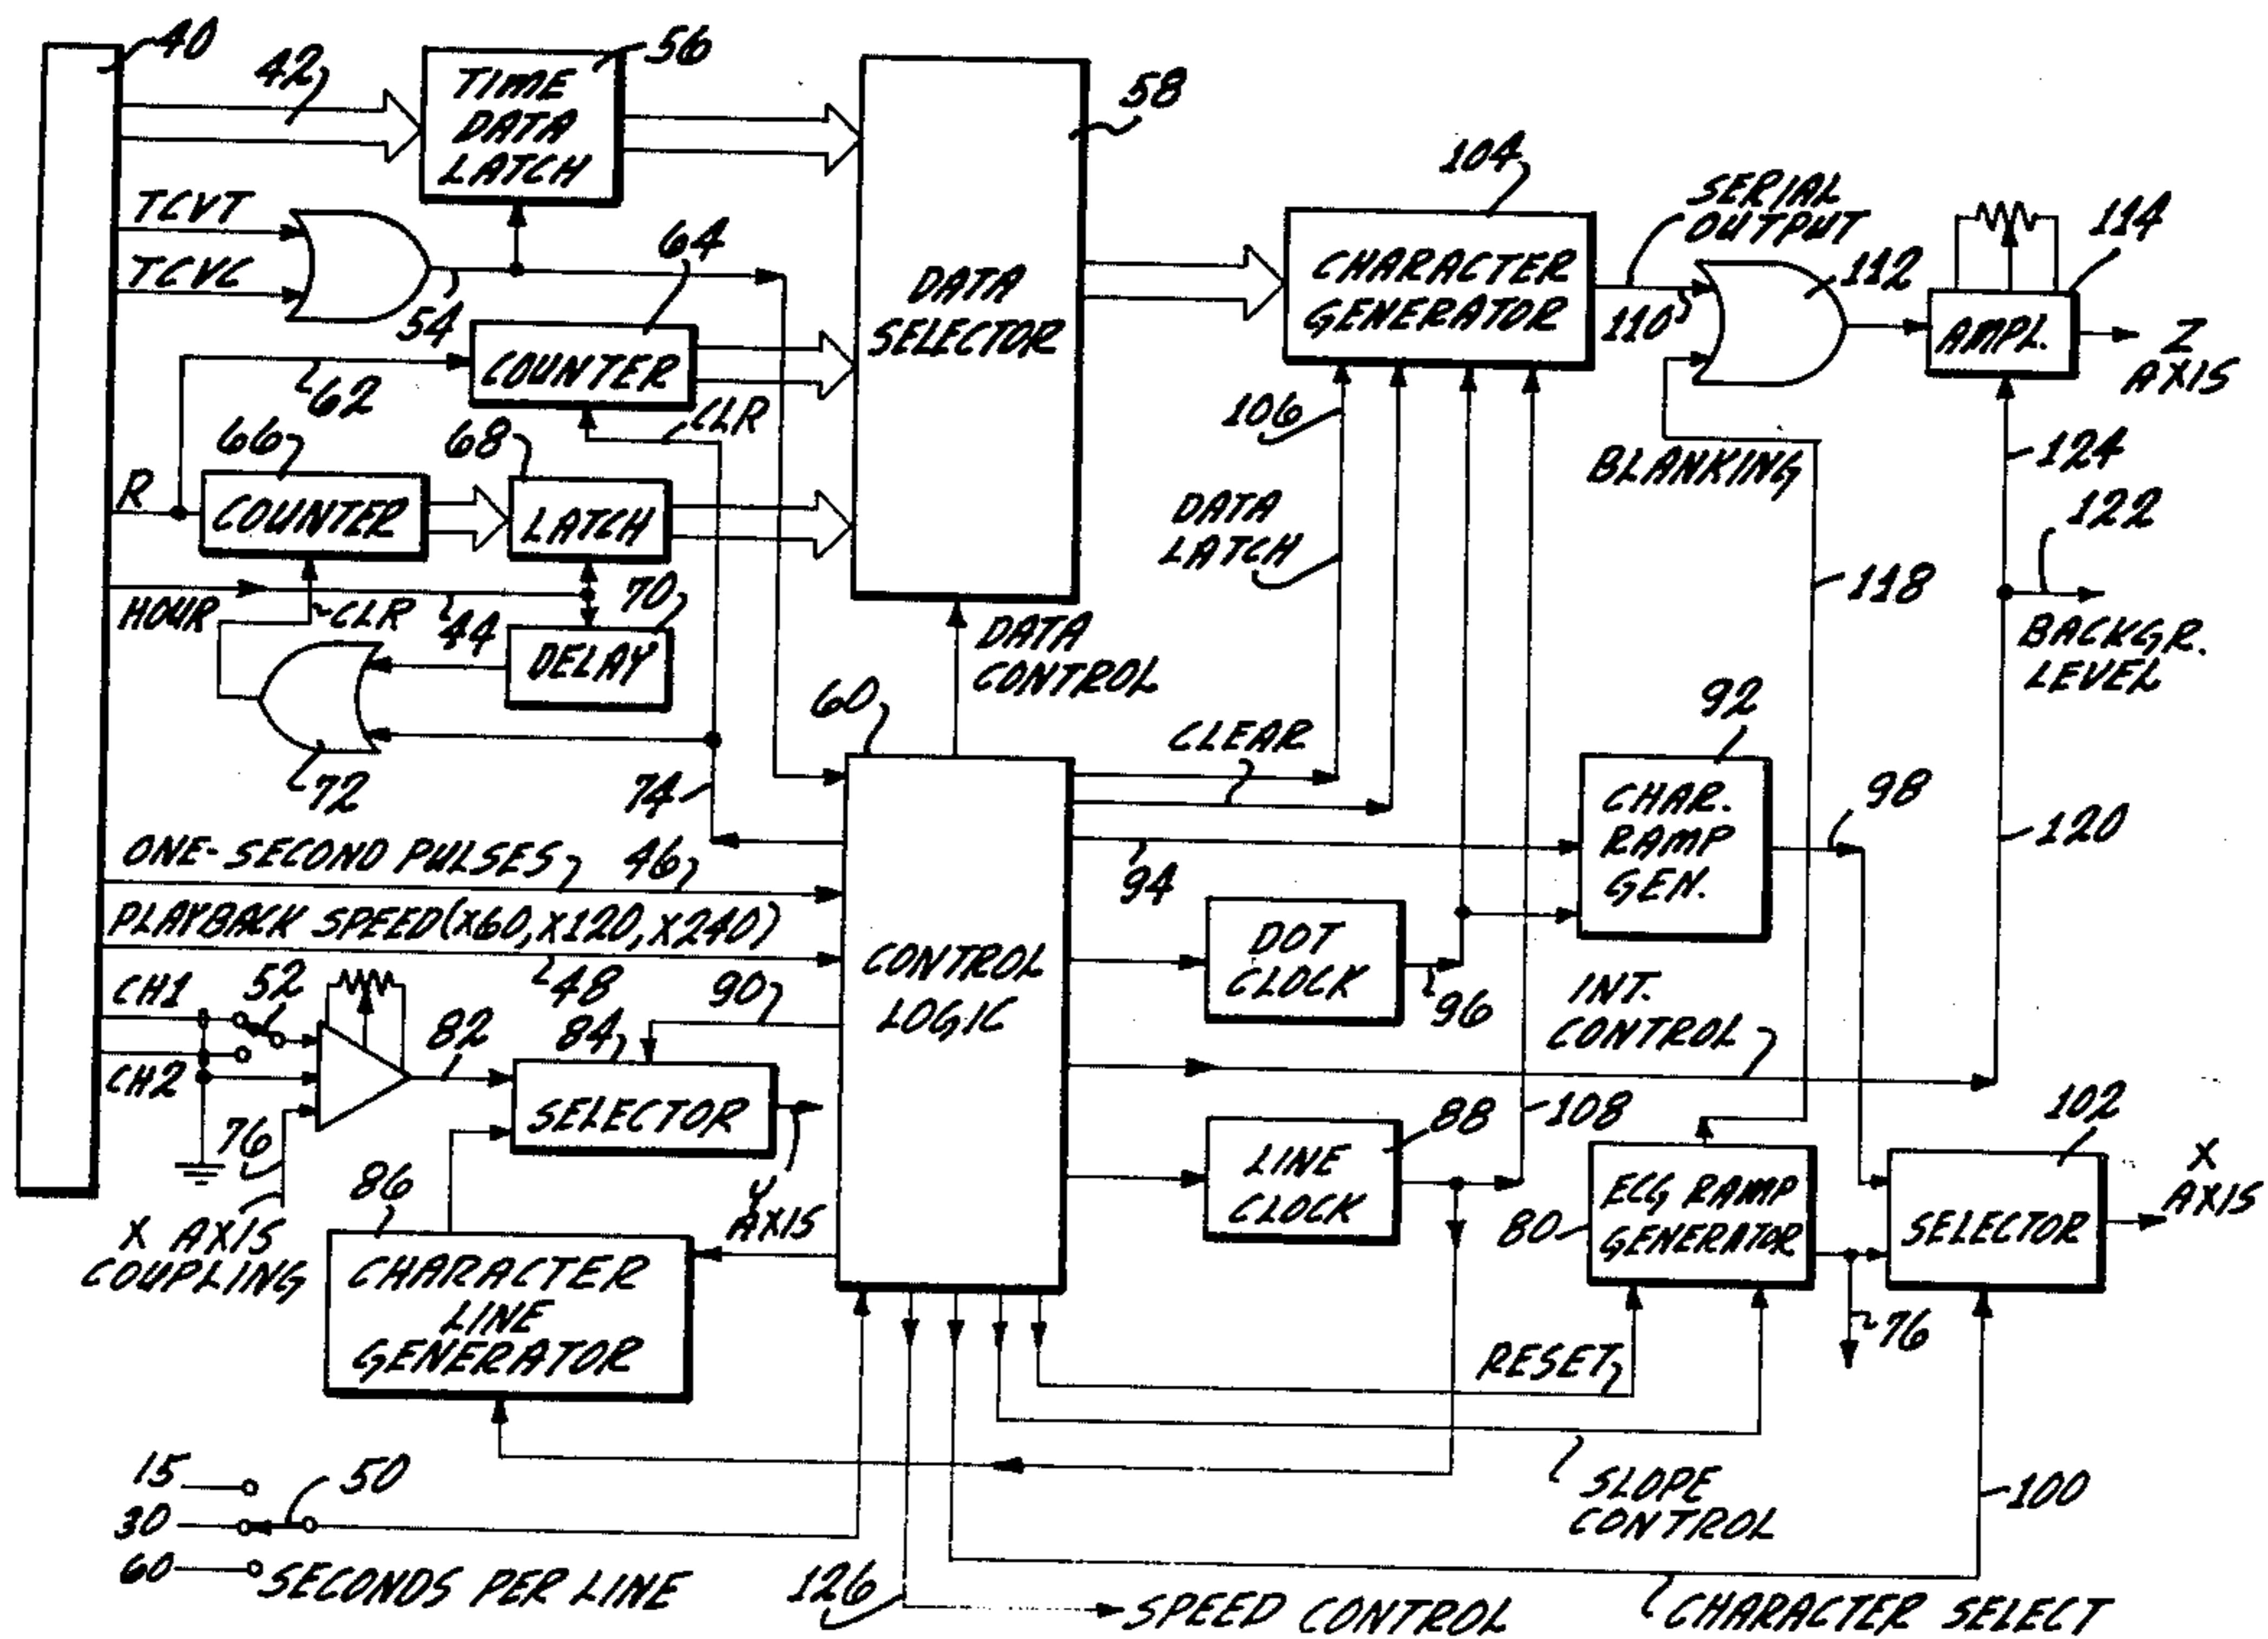 40
42
TIME
DATA
LATCH
56
58
TCVT
TCVC
54
64
DATA
SELECTOR
104
CHARACTER
GENERATOR
SERIAL
OUTPUT
110
112
114
AMPL.
Z
AXIS
62
COUNTER
CLR
106
BLANKING
124
66
68
R
COUNTER
LATCH
DATA
LATCH
122
HOUR
CLR
44
70
DELAY
DATA
CONTROL
118
BACKGR.
LEVEL
72
74
60
CLEAR
92
CHAR.
RAMP
GEN.
98
120
ONE-SECOND PULSES
46
94
PLAYBACK SPEED (X60, X120, X240)
48
CONTROL
LOGIC
DOT
CLOCK
96
CH1
52
CH2
82
84
90
SELECTOR
INT.
CONTROL
76
X AXIS
COUPLING
Y
AXIS
LINE
CLOCK
88
108
102
86
CHARACTER
LINE
GENERATOR
80
ECG RAMP
GENERATOR
SELECTOR
X
AXIS
RESET
76
15
30
60
50
SECONDS PER LINE
SLOPE
CONTROL
100
126
SPEED CONTROL
CHARACTER SELECT